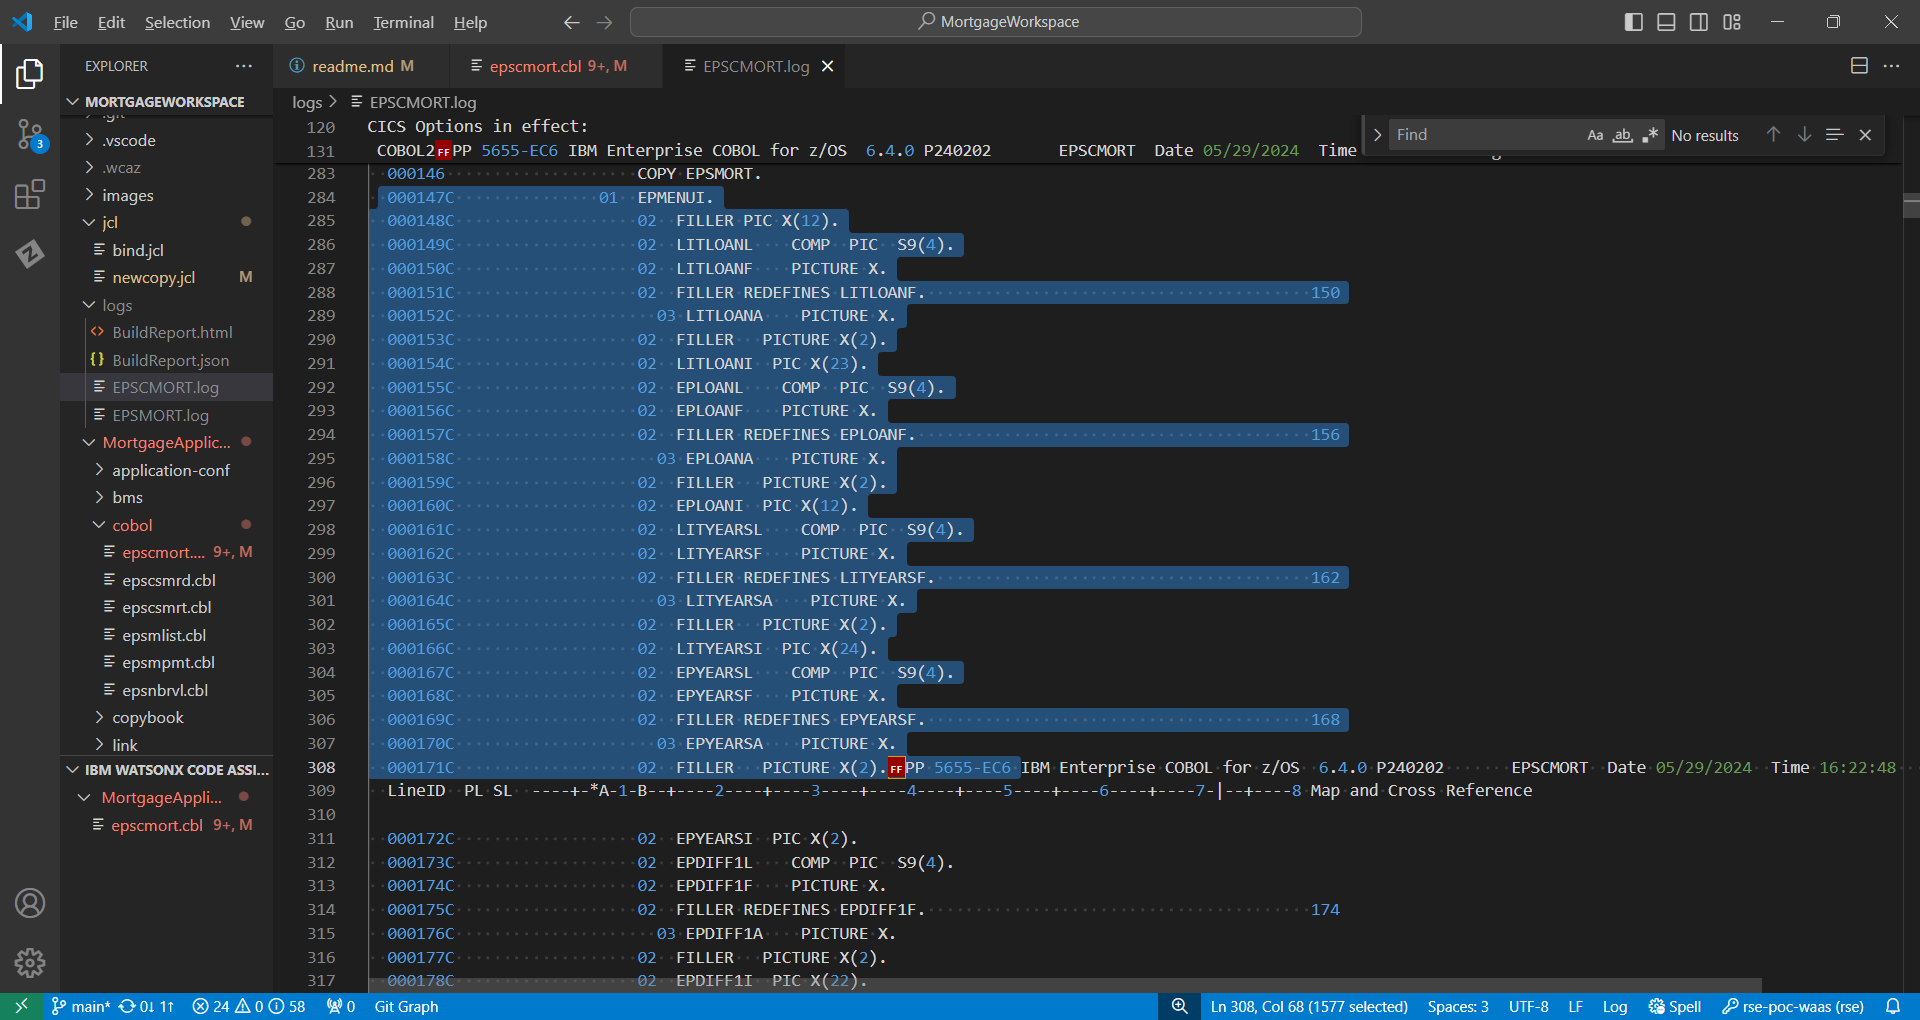 File Edit Selection View Go Run Terminal Help
MortgageWorkspace
EXPLORER
MORTGAGEWORKSPACE
.git
.vscode
.wcaz
images
jcl
bind.jcl
newcopy.jcl M
logs
BuildReport.html
BuildReport.json
EPSCMORT.log
EPSMORT.log
MortgageApplic...
application-conf
bms
cobol
epscmort.... 9+, M
epscsmrd.cbl
epscsmrt.cbl
epsmlist.cbl
epsmpmt.cbl
epsnbrvl.cbl
copybook
link
IBM WATSONX CODE ASSI...
MortgageAppli...
epscmort.cbl 9+, M
3
readme.md M
epscmort.cbl 9+, M
EPSCMORT.log
logs > EPSCMORT.log
Find Aa ab No results
120 CICS Options in effect:
131 COBOL2FFPP 5655-EC6 IBM Enterprise COBOL for z/OS 6.4.0 P240202 EPSCMORT Date 05/29/2024 Time
283 000146 COPY EPSMORT.
284 000147C 01 EPMENUI.
285 000148C 02 FILLER PIC X(12).
286 000149C 02 LITLOANL COMP PIC S9(4).
287 000150C 02 LITLOANF PICTURE X.
288 000151C 02 FILLER REDEFINES LITLOANF. 150
289 000152C 03 LITLOANA PICTURE X.
290 000153C 02 FILLER PICTURE X(2).
291 000154C 02 LITLOANI PIC X(23).
292 000155C 02 EPLOANL COMP PIC S9(4).
293 000156C 02 EPLOANF PICTURE X.
294 000157C 02 FILLER REDEFINES EPLOANF. 156
295 000158C 03 EPLOANA PICTURE X.
296 000159C 02 FILLER PICTURE X(2).
297 000160C 02 EPLOANI PIC X(12).
298 000161C 02 LITYEARSL COMP PIC S9(4).
299 000162C 02 LITYEARSF PICTURE X.
300 000163C 02 FILLER REDEFINES LITYEARSF. 162
301 000164C 03 LITYEARSA PICTURE X.
302 000165C 02 FILLER PICTURE X(2).
303 000166C 02 LITYEARSI PIC X(24).
304 000167C 02 EPYEARSL COMP PIC S9(4).
305 000168C 02 EPYEARSF PICTURE X.
306 000169C 02 FILLER REDEFINES EPYEARSF. 168
307 000170C 03 EPYEARSA PICTURE X.
308 000171C 02 FILLER PICTURE X(2).FFPP 5655-EC6 IBM Enterprise COBOL for z/OS 6.4.0 P240202 EPSCMORT Date 05/29/2024 Time 16:22:48
309 LineID PL SL ----+-*A-1-B--+----2----+----3----+----4----+----5----+----6----+----7-|--+----8 Map and Cross Reference
310
311 000172C 02 EPYEARSI PIC X(2).
312 000173C 02 EPDIFF1L COMP PIC S9(4).
313 000174C 02 EPDIFF1F PICTURE X.
314 000175C 02 FILLER REDEFINES EPDIFF1F. 174
315 000176C 03 EPDIFF1A PICTURE X.
316 000177C 02 FILLER PICTURE X(2).
317 000178C 02 EPDIFF1I PIC X(22).
main* 0↓ 1↑ 24 0 58 0 Git Graph Ln 308, Col 68 (1577 selected) Spaces: 3 UTF-8 LF Log Spell rse-poc-waas (rse)